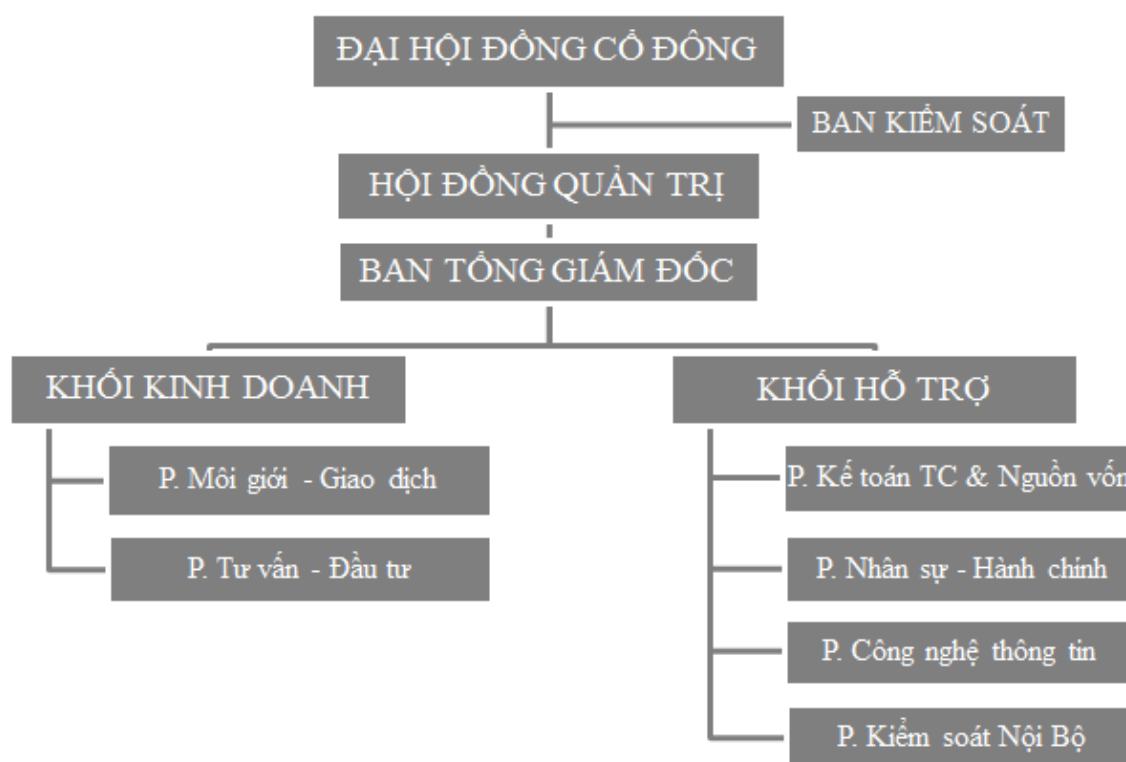 ĐẠI HỘI ĐỒNG CỔ ĐÔNG
BAN KIỂM SOÁT
HỘI ĐỒNG QUẢN TRỊ
BAN TỔNG GIÁM ĐỐC
KHỐI KINH DOANH
P. Môi giới - Giao dịch
P. Tư vấn - Đầu tư
KHỐI HỖ TRỢ
P. Kế toán TC & Nguồn vốn
P. Nhân sự - Hành chính
P. Công nghệ thông tin
P. Kiểm soát Nội Bộ